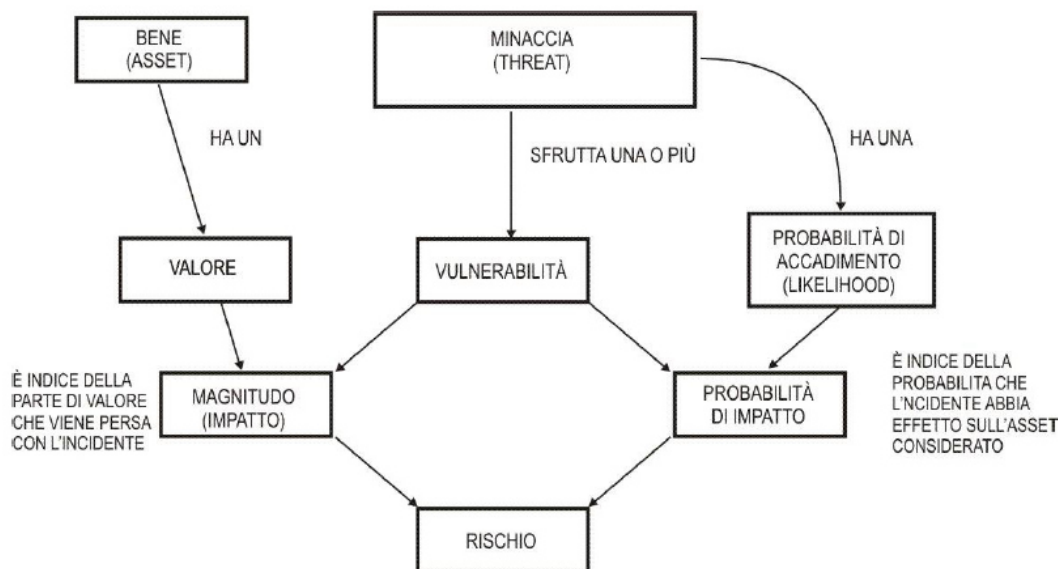 BENE
(ASSET)
MINACCIA
(THREAT)
HA UN
SFRUTTA UNA O PIÙ
HA UNA
VALORE
VULNERABILITÀ
PROBABILITÀ DI
ACCADIMENTO
(LIKELIHOOD)
È INDICE DELLA
PARTE DI VALORE
CHE VIENE PERSA
CON L'INCIDENTE
MAGNITUDO
(IMPATTO)
PROBABILITÀ
DI IMPATTO
È INDICE DELLA
PROBABILITA CHE
L'NCIDENTE ABBIA
EFFETTO SULL'ASSET
CONSIDERATO
RISCHIO